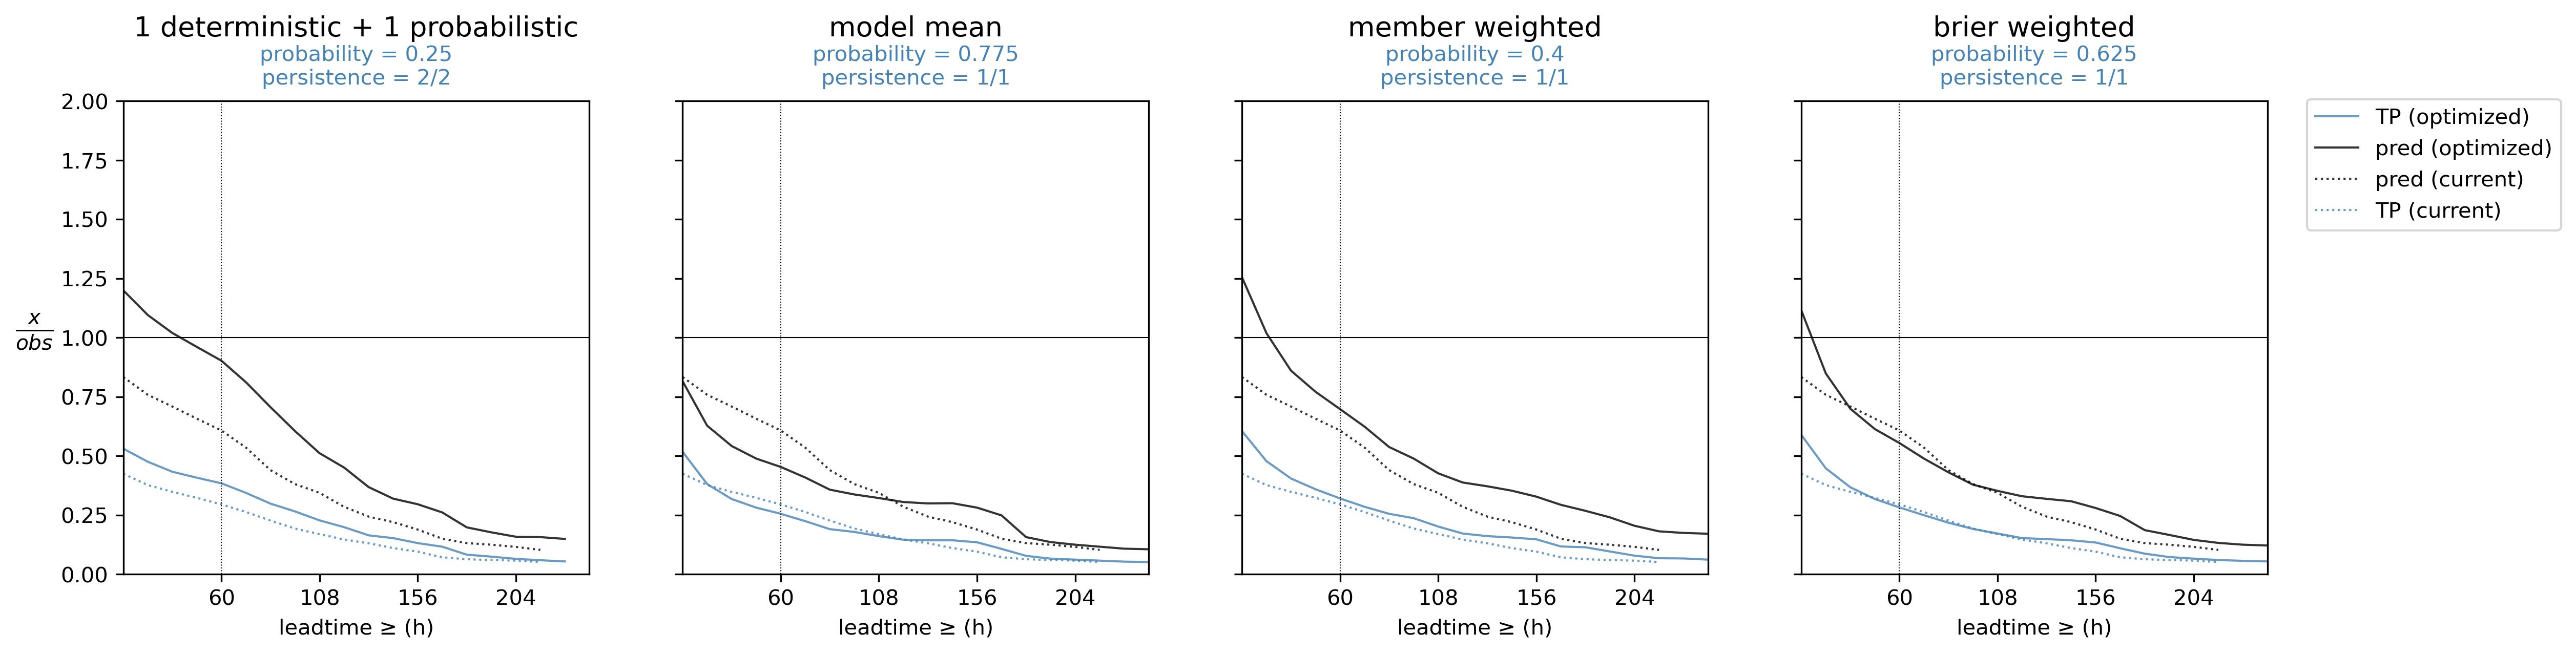 1 deterministic + 1 probabilistic
probability = 0.25
persistence = 2/2
model mean
probability = 0.775
persistence = 1/1
member weighted
probability = 0.4
persistence = 1/1
brier weighted
probability = 0.625
persistence = 1/1
x
obs
2.00
1.75
1.50
1.25
1.00
0.75
0.50
0.25
0.00
60 108 156 204
leadtime ≥ (h)
60 108 156 204
leadtime ≥ (h)
60 108 156 204
leadtime ≥ (h)
60 108 156 204
leadtime ≥ (h)
TP (optimized)
pred (optimized)
pred (current)
TP (current)